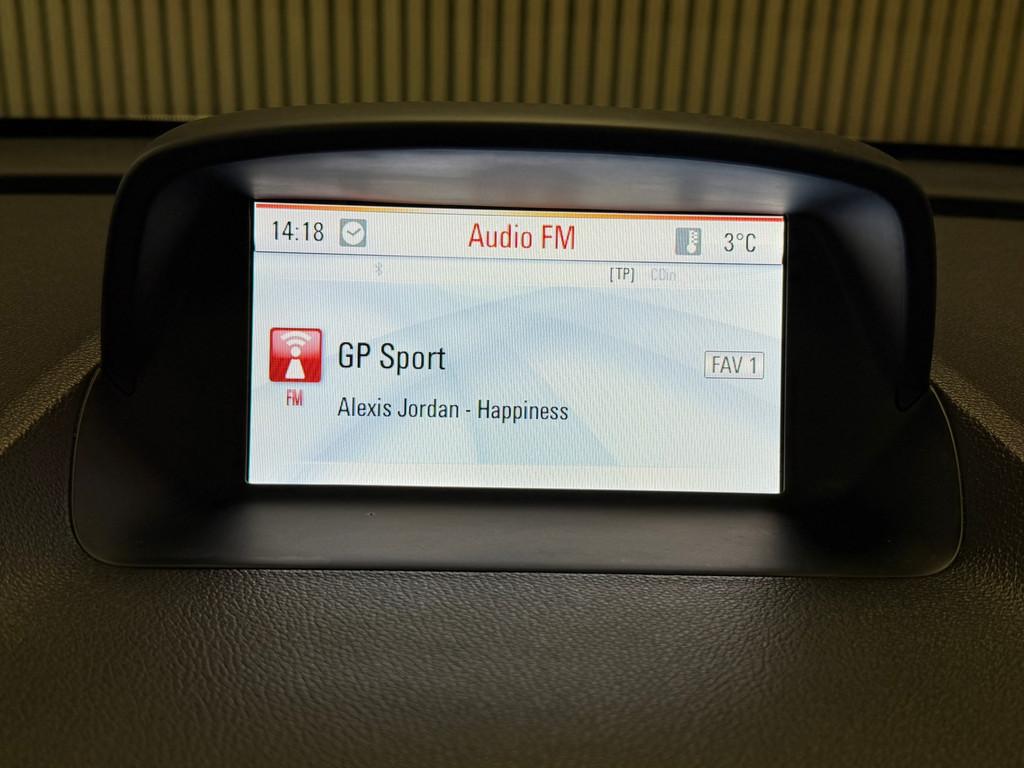 14:18 Audio FM 3°C
[TP] CDin
GP Sport FAV 1
FM
Alexis Jordan - Happiness